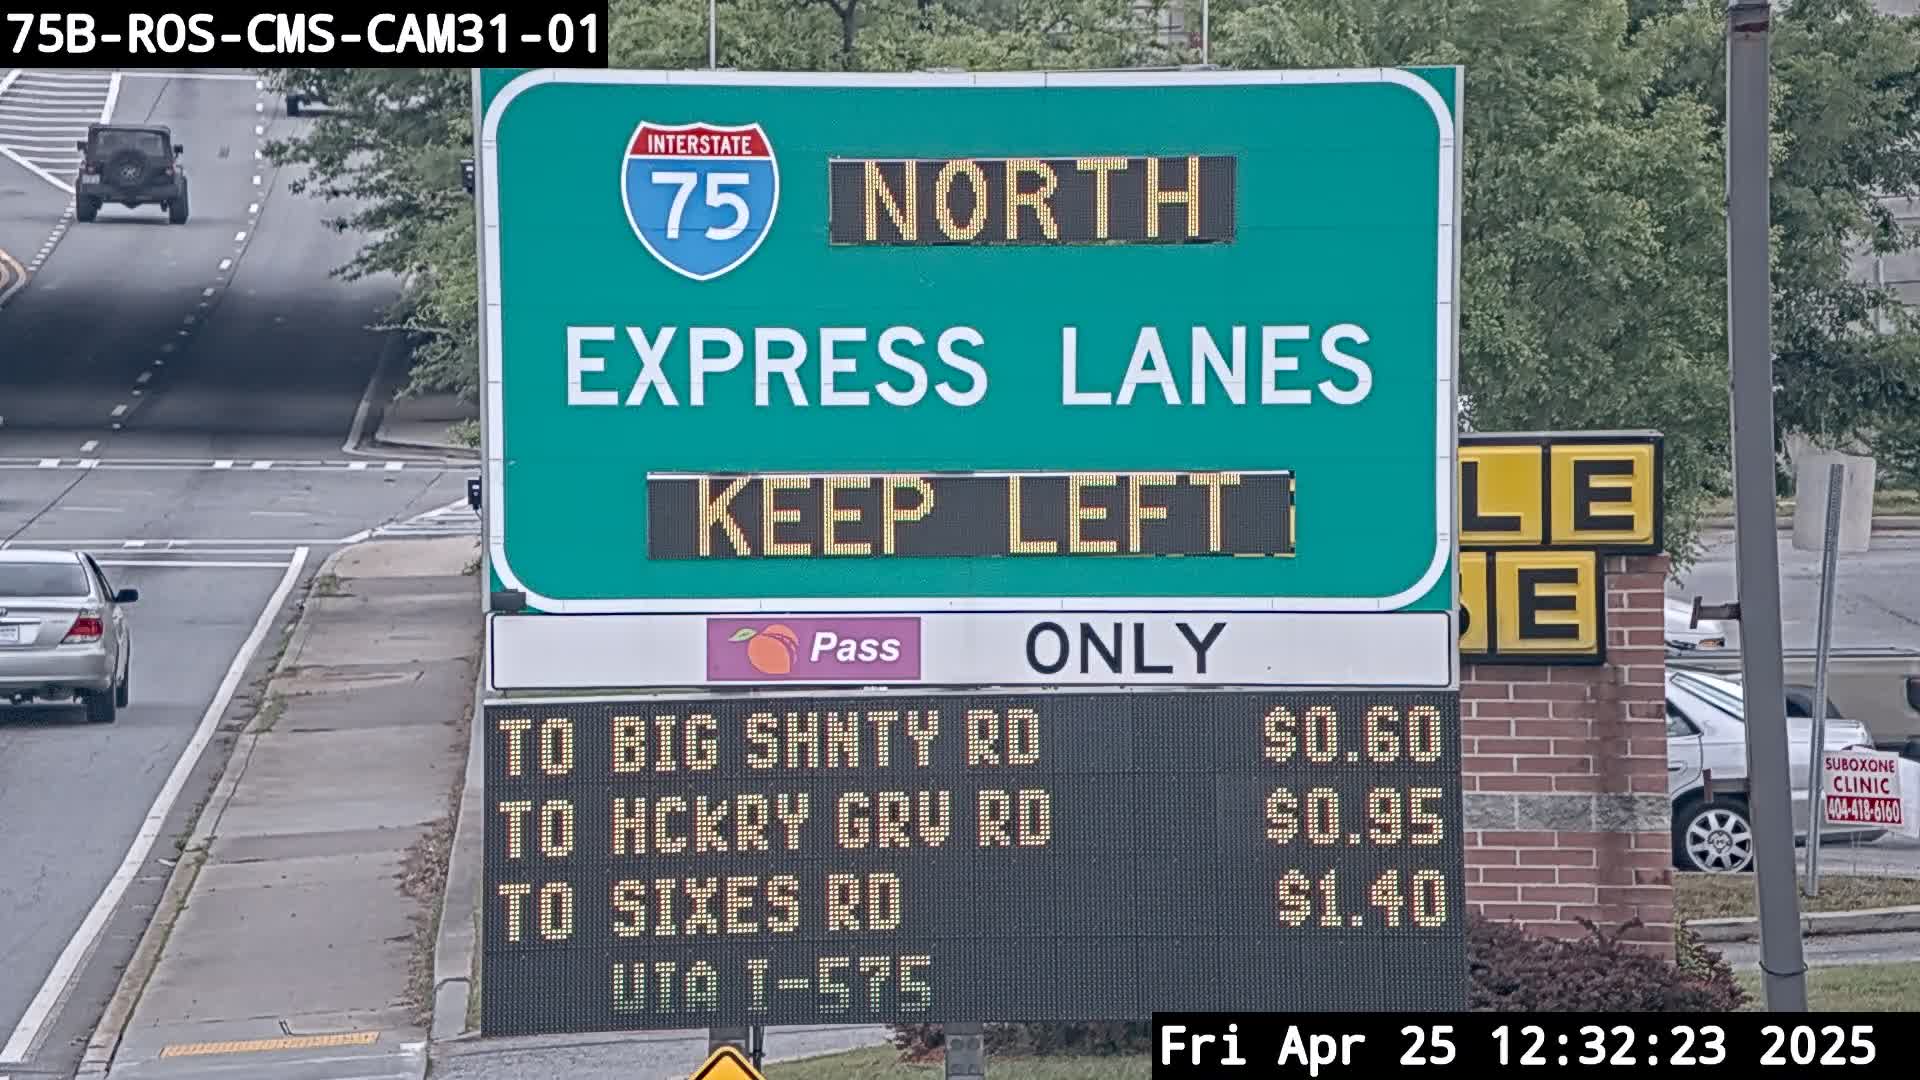 75B-ROS-CMS-CAM31-01
INTERSTATE
75
NORTH
EXPRESS LANES
KEEP LEFT
Pass ONLY
TO BIG SHNTY RD $0.60
TO HCKRY GRV RD $0.95
TO SIXES RD $1.40
VIA I-575
LE
E
SUBOXONE
CLINIC
404-418-6160
Fri Apr 25 12:32:23 2025